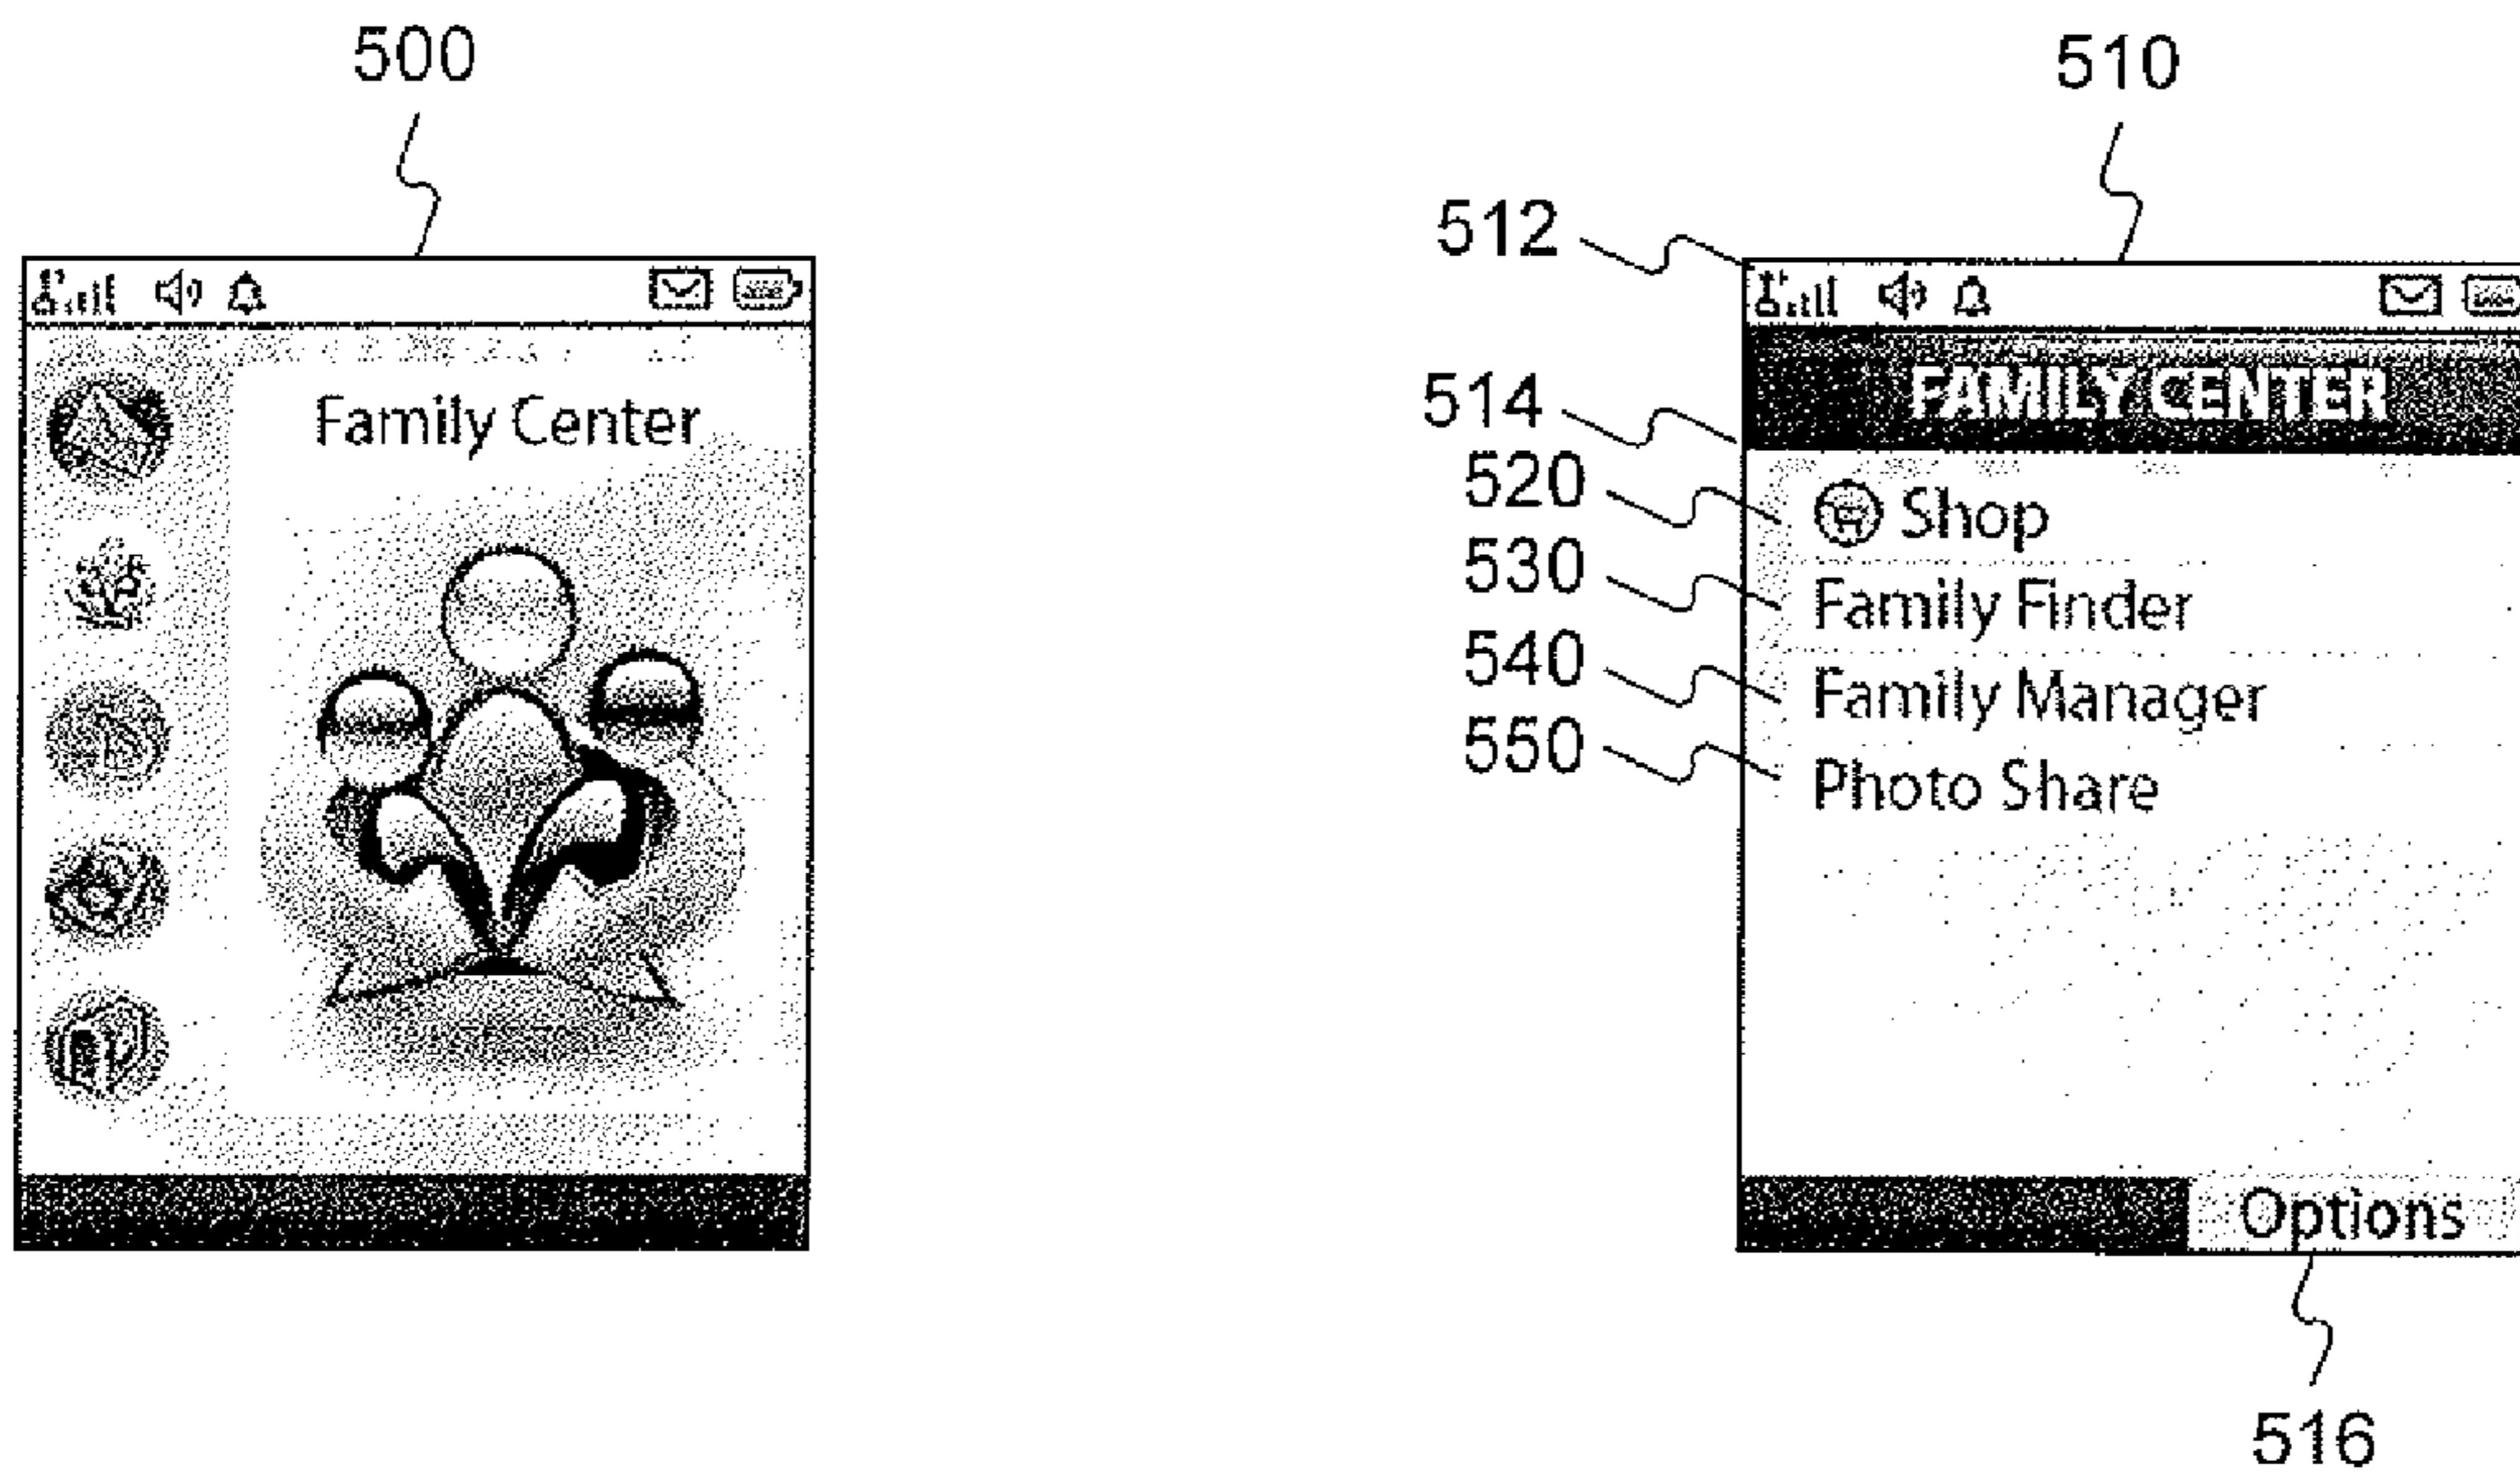 500
510
512
514
520
530
540
550
Family Center
FAMILY CENTER
Shop
Family Finder
Family Manager
Photo Share
Options
516